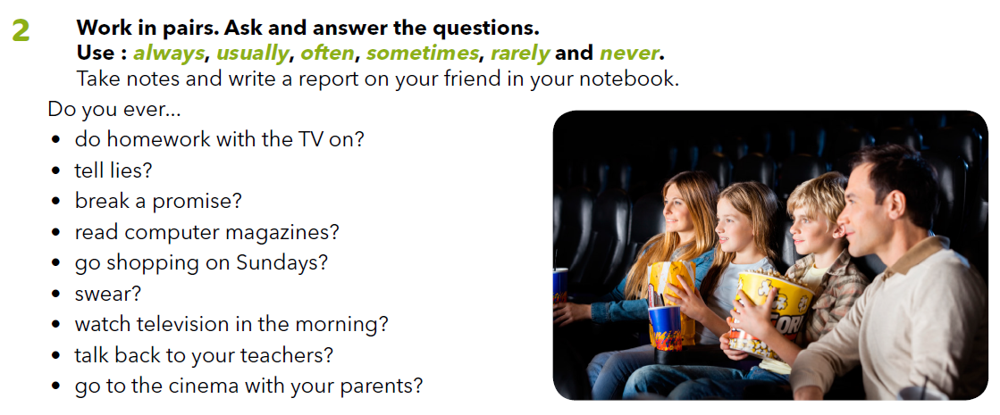 2
Work in pairs. Ask and answer the questions.
Use : always, usually, often, sometimes, rarely and never.
Take notes and write a report on your friend in your notebook.
Do you ever...
• do homework with the TV on?
• tell lies?
• break a promise?
• read computer magazines?
• go shopping on Sundays?
• swear?
• watch television in the morning?
• talk back to your teachers?
• go to the cinema with your parents?